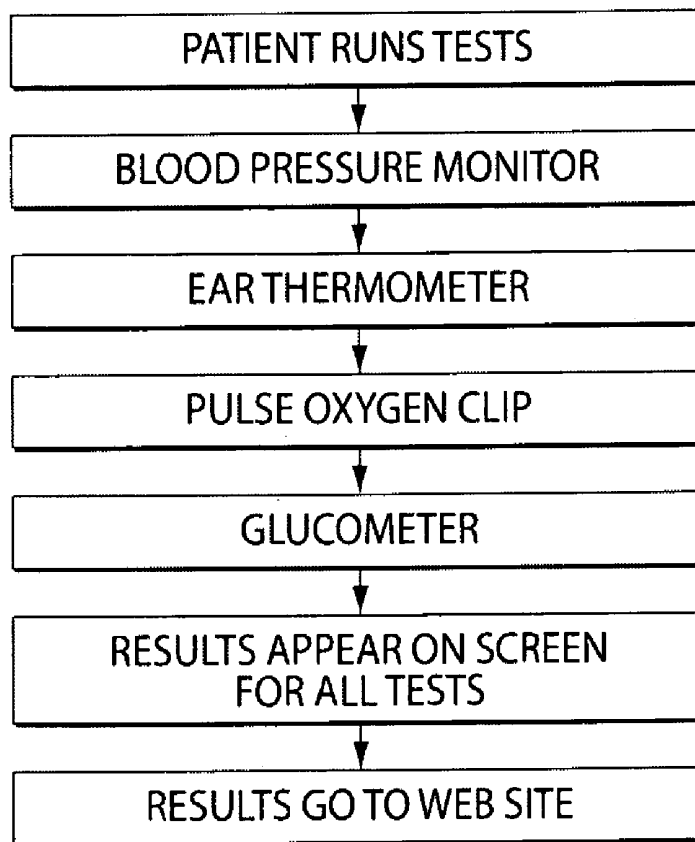 PATIENT RUNS TESTS
BLOOD PRESSURE MONITOR
EAR THERMOMETER
PULSE OXYGEN CLIP
GLUCOMETER
RESULTS APPEAR ON SCREEN
FOR ALL TESTS
RESULTS GO TO WEB SITE